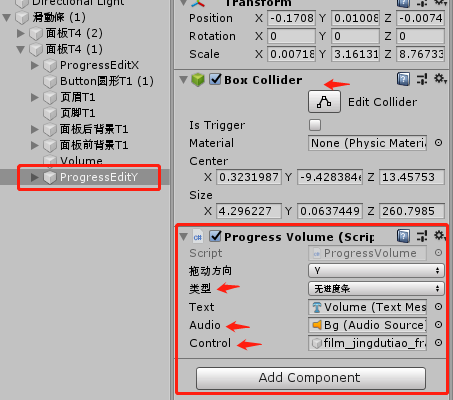 Directional Light
滑動條
面板T4 (2)
面板T4 (1)
ProgressEditX
Button圆形T1 (1)
页眉T1
页脚T1
面板后背景T1
面板前背景T1
Volume
ProgressEditY
Transform
Position X -0.1708 Y 0.01008 Z -0.0074
Rotation X 0 Y 0 Z 0
Scale X 0.00718 Y 3.16131 Z 8.76733
Box Collider
Edit Collider
Is Trigger
Material None (Physic Materia
Center
X 0.3231987 Y -9.428384e Z 13.45753
Size
X 4.296227 Y 0.0637449 Z 260.7985
Progress Volume (Scrip
Script ProgressVolume
拖动方向 Y
类型 无进度条
Text Volume (Text Mes
Audio Bg (Audio Source)
Control film_jingdutiao_fra
Add Component